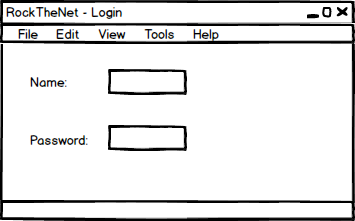 RockTheNet - Login
File Edit View Tools Help
Name:
Password: